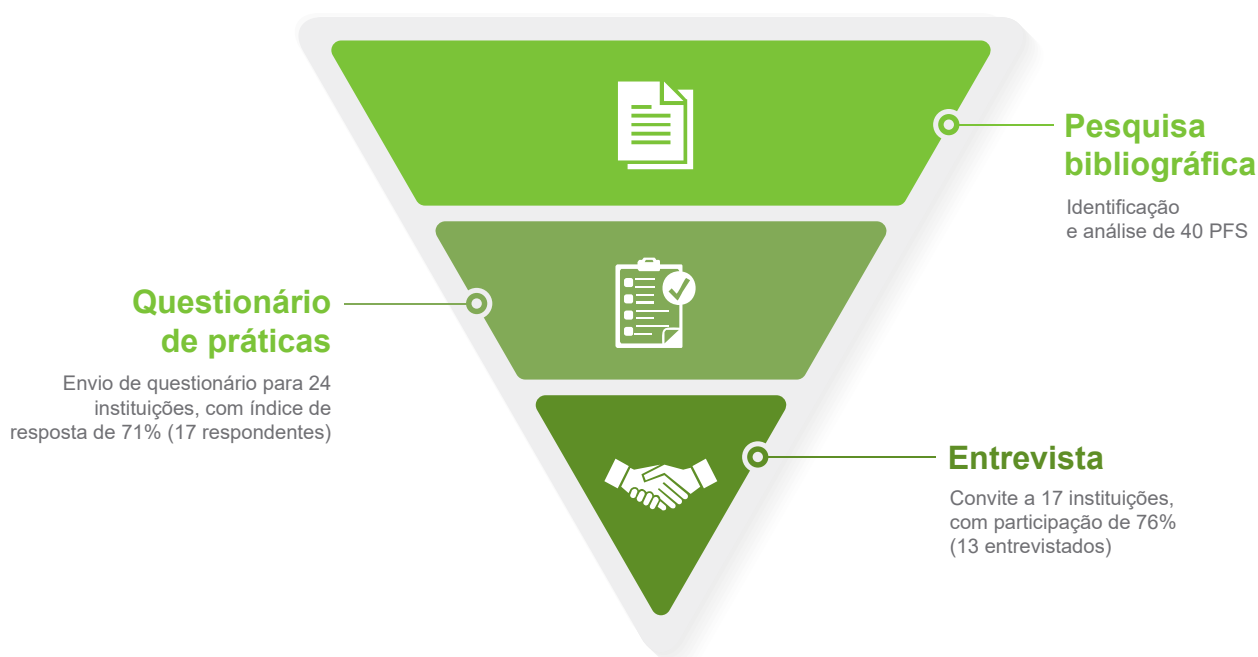 Pesquisa
bibliográfica
Identificação
e análise de 40 PFS
Questionário
de práticas
Envio de questionário para 24
instituições, com índice de
resposta de 71% (17 respondentes)
Entrevista
Convite a 17 instituições,
com participação de 76%
(13 entrevistados)